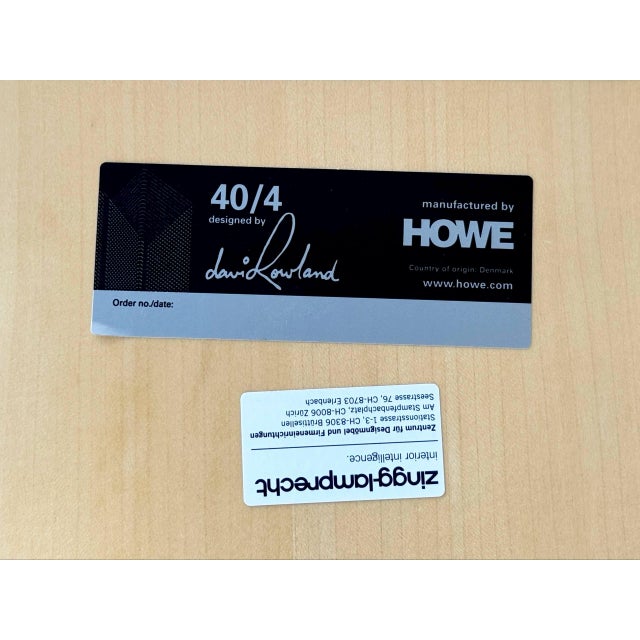 40/4
designed by
david Rowland
manufactured by
HOWE
Country of origin: Denmark
www.howe.com
Order no./date:
zingg-lamprecht
interior intelligence.
Zentrum für Designmöbel und Firmeneinrichtungen
Stationsstrasse 1-3, CH-8306 Brüttisellen
Am Stampfenbachplatz, CH-8006 Zürich
Seestrasse 76, CH-8703 Erlenbach